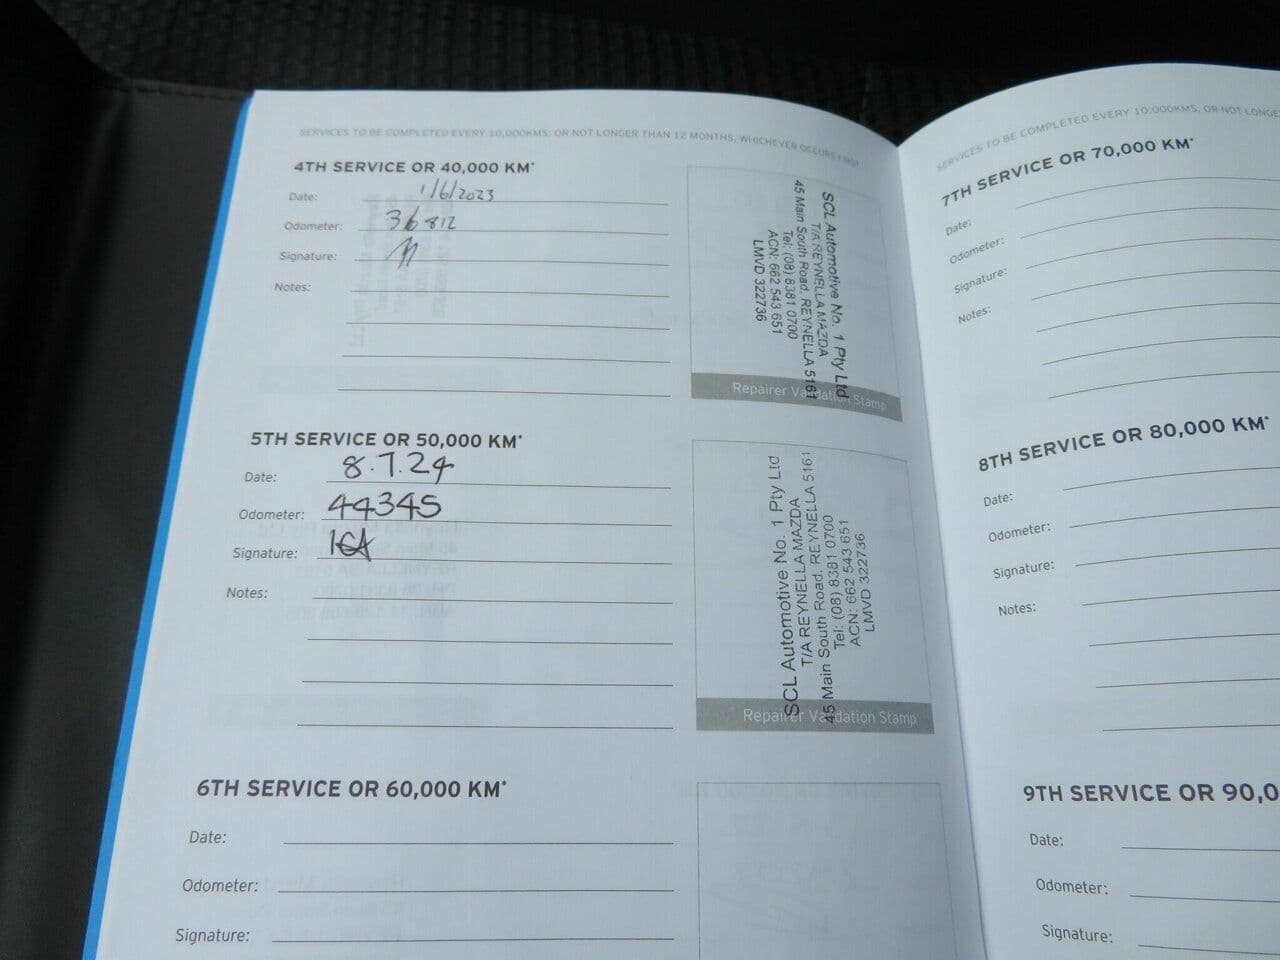 SERVICES TO BE COMPLETED EVERY 10,000KMS, OR NOT LONGER THAN 12 MONTHS, WHICHEVER OCCURS FIRST
4TH SERVICE OR 40,000 KM*
Date: 1/6/2023
Odometer: 36812
Signature:
Notes:
SCL Automotive No. 1 Pty Ltd
T/A REYNELLA MAZDA
45 Main South Road, REYNELLA 5161
Tel: (08) 8381 0700
ACN: 662 543 651
LMVD 322736
Repairer Validation Stamp
5TH SERVICE OR 50,000 KM*
Date: 8.7.24
Odometer: 44345
Signature:
Notes:
SCL Automotive No. 1 Pty Ltd
T/A REYNELLA MAZDA
45 Main South Road, REYNELLA 5161
Tel: (08) 8381 0700
ACN: 662 543 651
LMVD 322736
Repairer Validation Stamp
6TH SERVICE OR 60,000 KM*
Date:
Odometer:
Signature:
SERVICES TO BE COMPLETED EVERY 10,000KMS, OR NOT LONGE
7TH SERVICE OR 70,000 KM*
Date:
Odometer:
Signature:
Notes:
8TH SERVICE OR 80,000 KM*
Date:
Odometer:
Signature:
Notes:
9TH SERVICE OR 90,0
Date:
Odometer:
Signature: